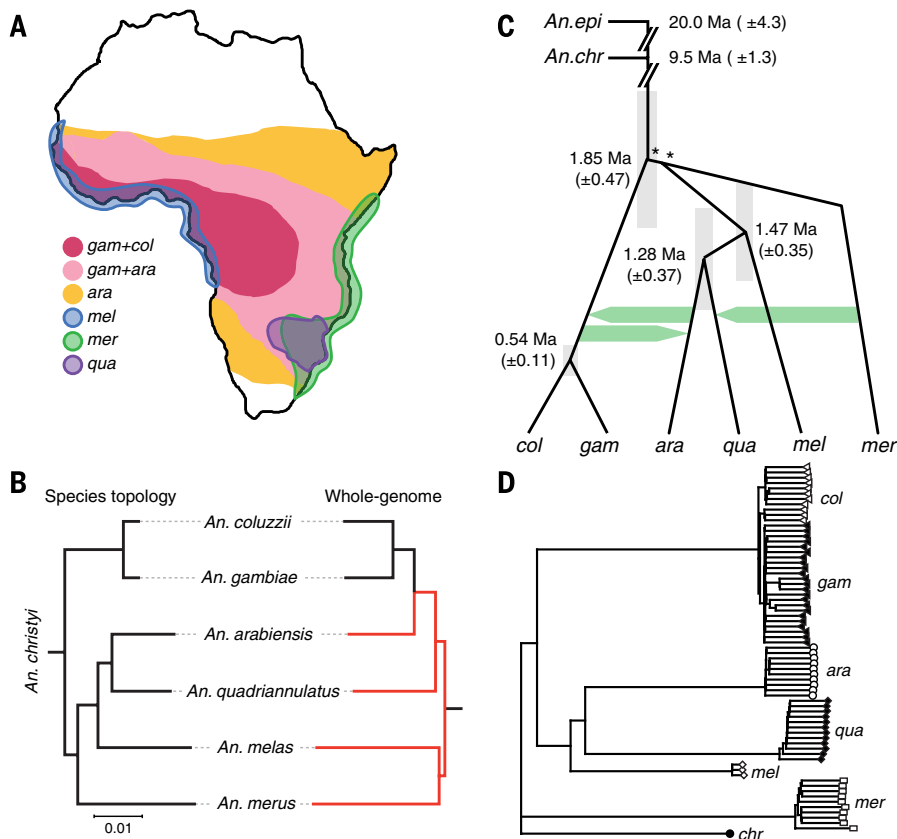 A
gam+col
gam+ara
ara
mel
mer
qua
B
Species topology
Whole-genome
An. christyi
An. coluzzii
An. gambiae
An. arabiensis
An. quadriannulatus
An. melas
An. merus
0.01
C
An.epi
20.0 Ma (±4.3)
An.chr
9.5 Ma (±1.3)
* *
1.85 Ma
(±0.47)
1.47 Ma
(±0.35)
1.28 Ma
(±0.37)
0.54 Ma
(±0.11)
col gam ara qua mel mer
D
col
gam
ara
qua
mel
mer
chr